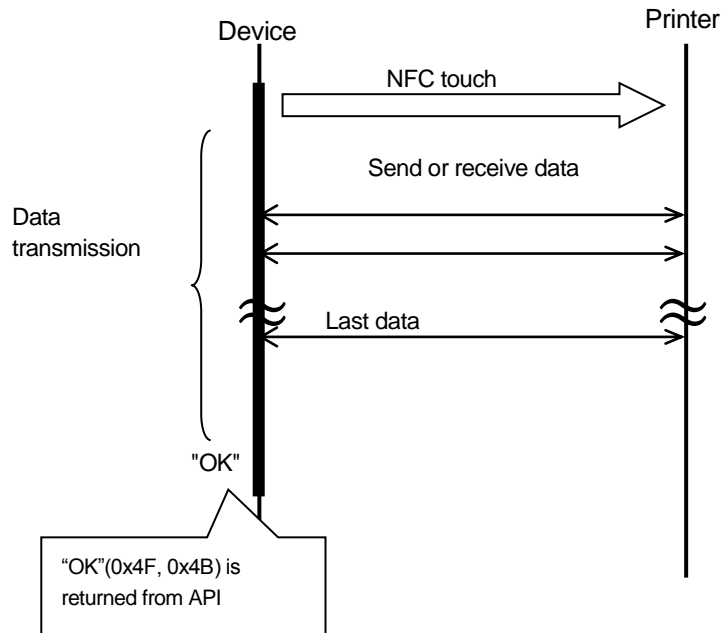 Device
Printer
NFC touch
Send or receive data
Data
transmission
Last data
"OK"
“OK”(0x4F, 0x4B) is
returned from API